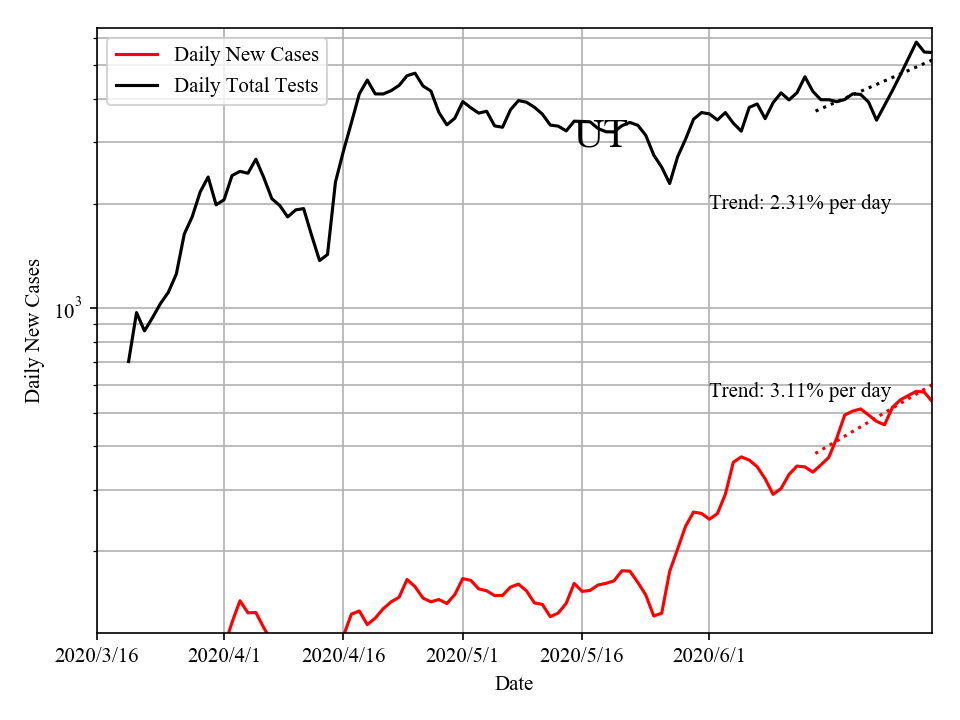 Daily New Cases
Daily Total Tests
UT
Trend: 2.31% per day
Trend: 3.11% per day
10^3
Daily New Cases
2020/3/16 2020/4/1 2020/4/16 2020/5/1 2020/5/16 2020/6/1
Date